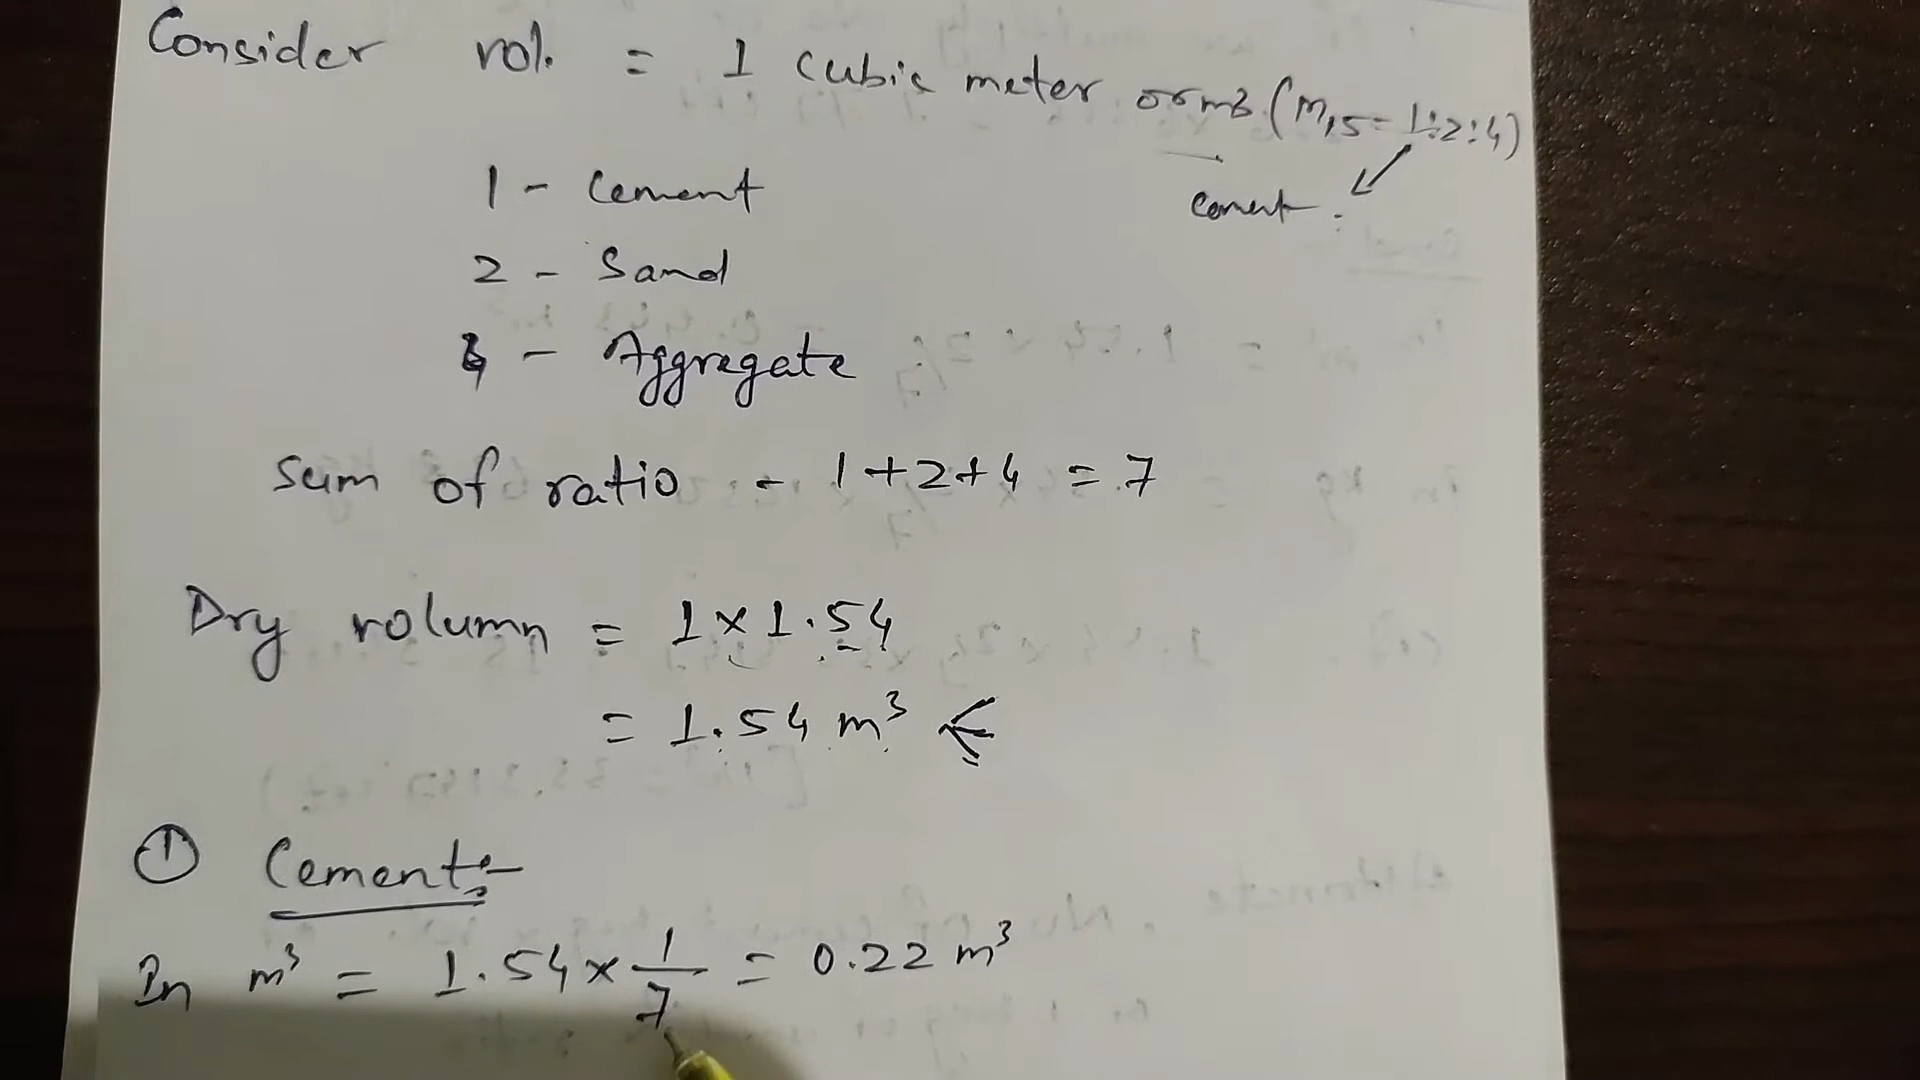 Consider vol. = 1 cubic meter or m3 (M15 = 1:2:4)
cement.
1 - Cement
2 - Sand
4 - Aggregate
Sum of ratio - 1+2+4 = 7
Dry volumn = 1 x 1.54
= 1.54 m³
① Cement:-
In m³ = 1.54 x 1/7 = 0.22 m³